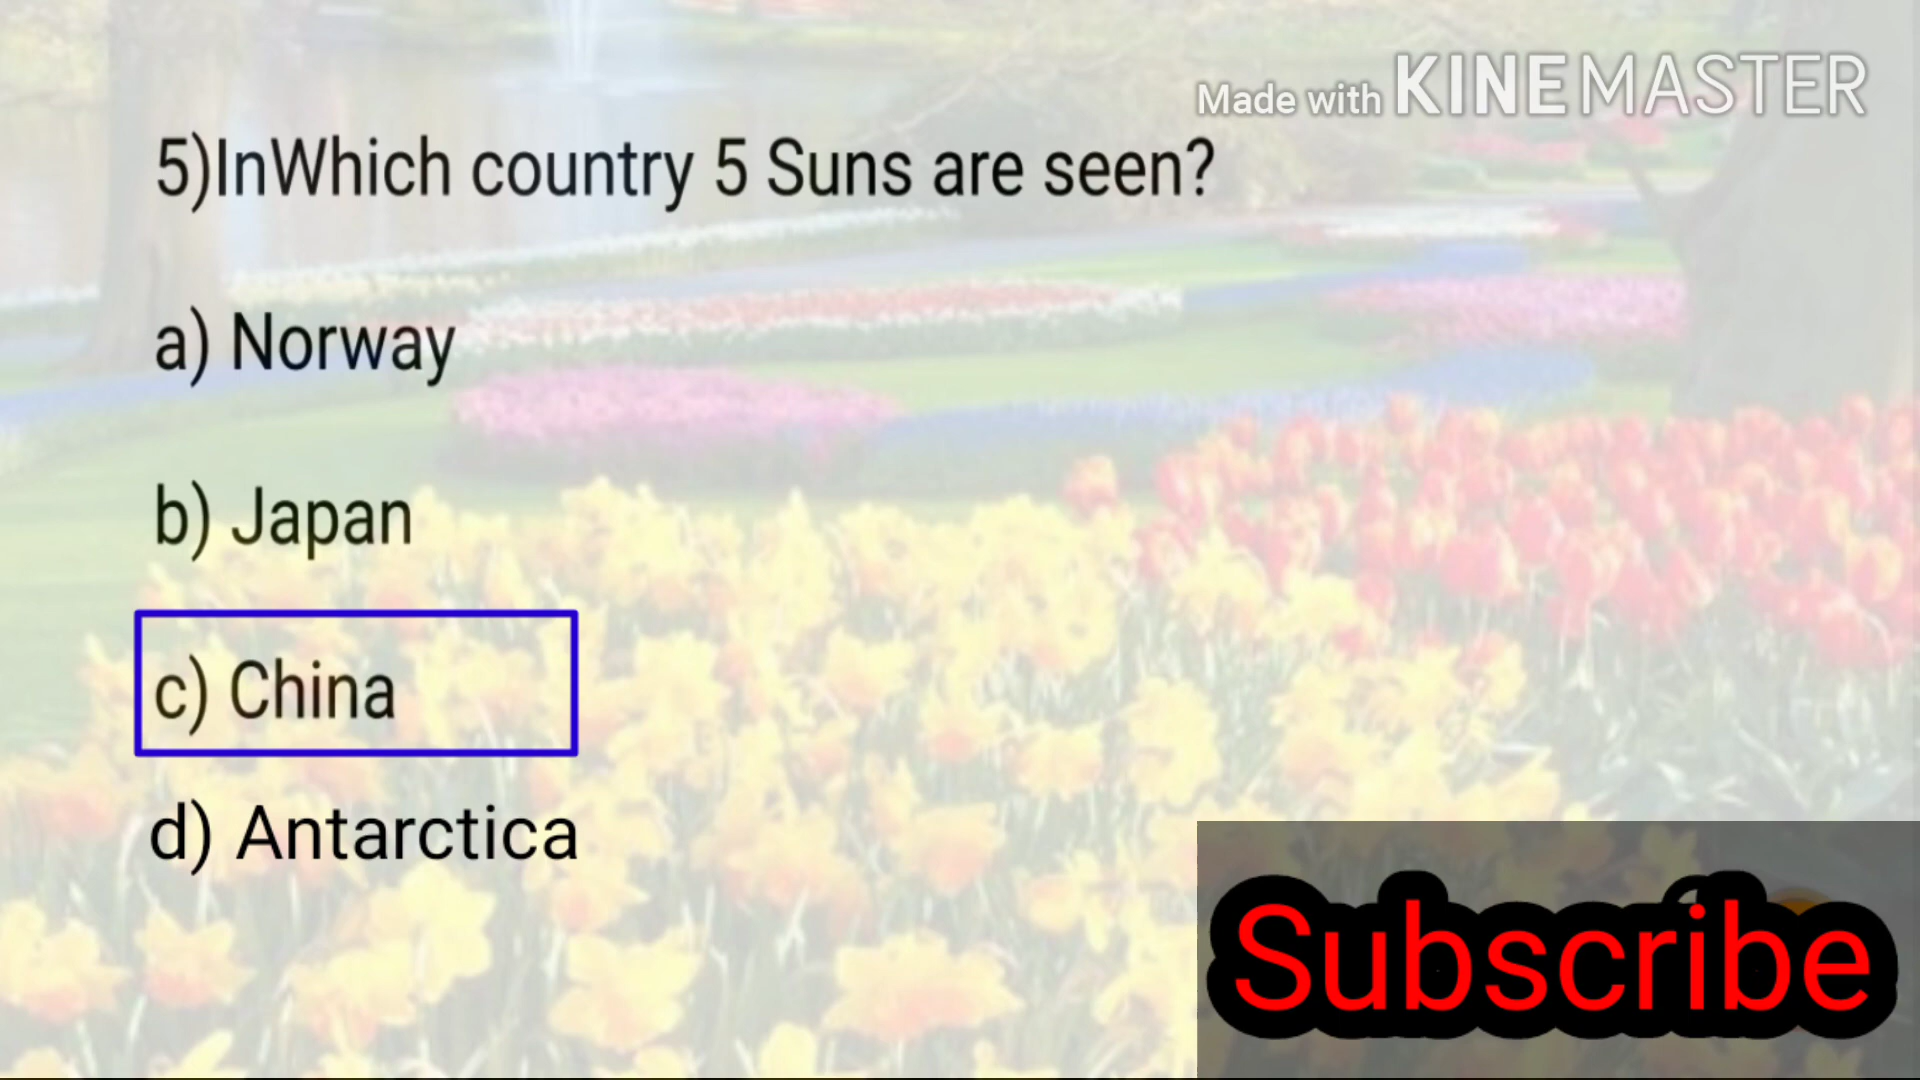 Made with KINEMASTER
5)InWhich country 5 Suns are seen?
a) Norway
b) Japan
c) China
d) Antarctica
Subscribe